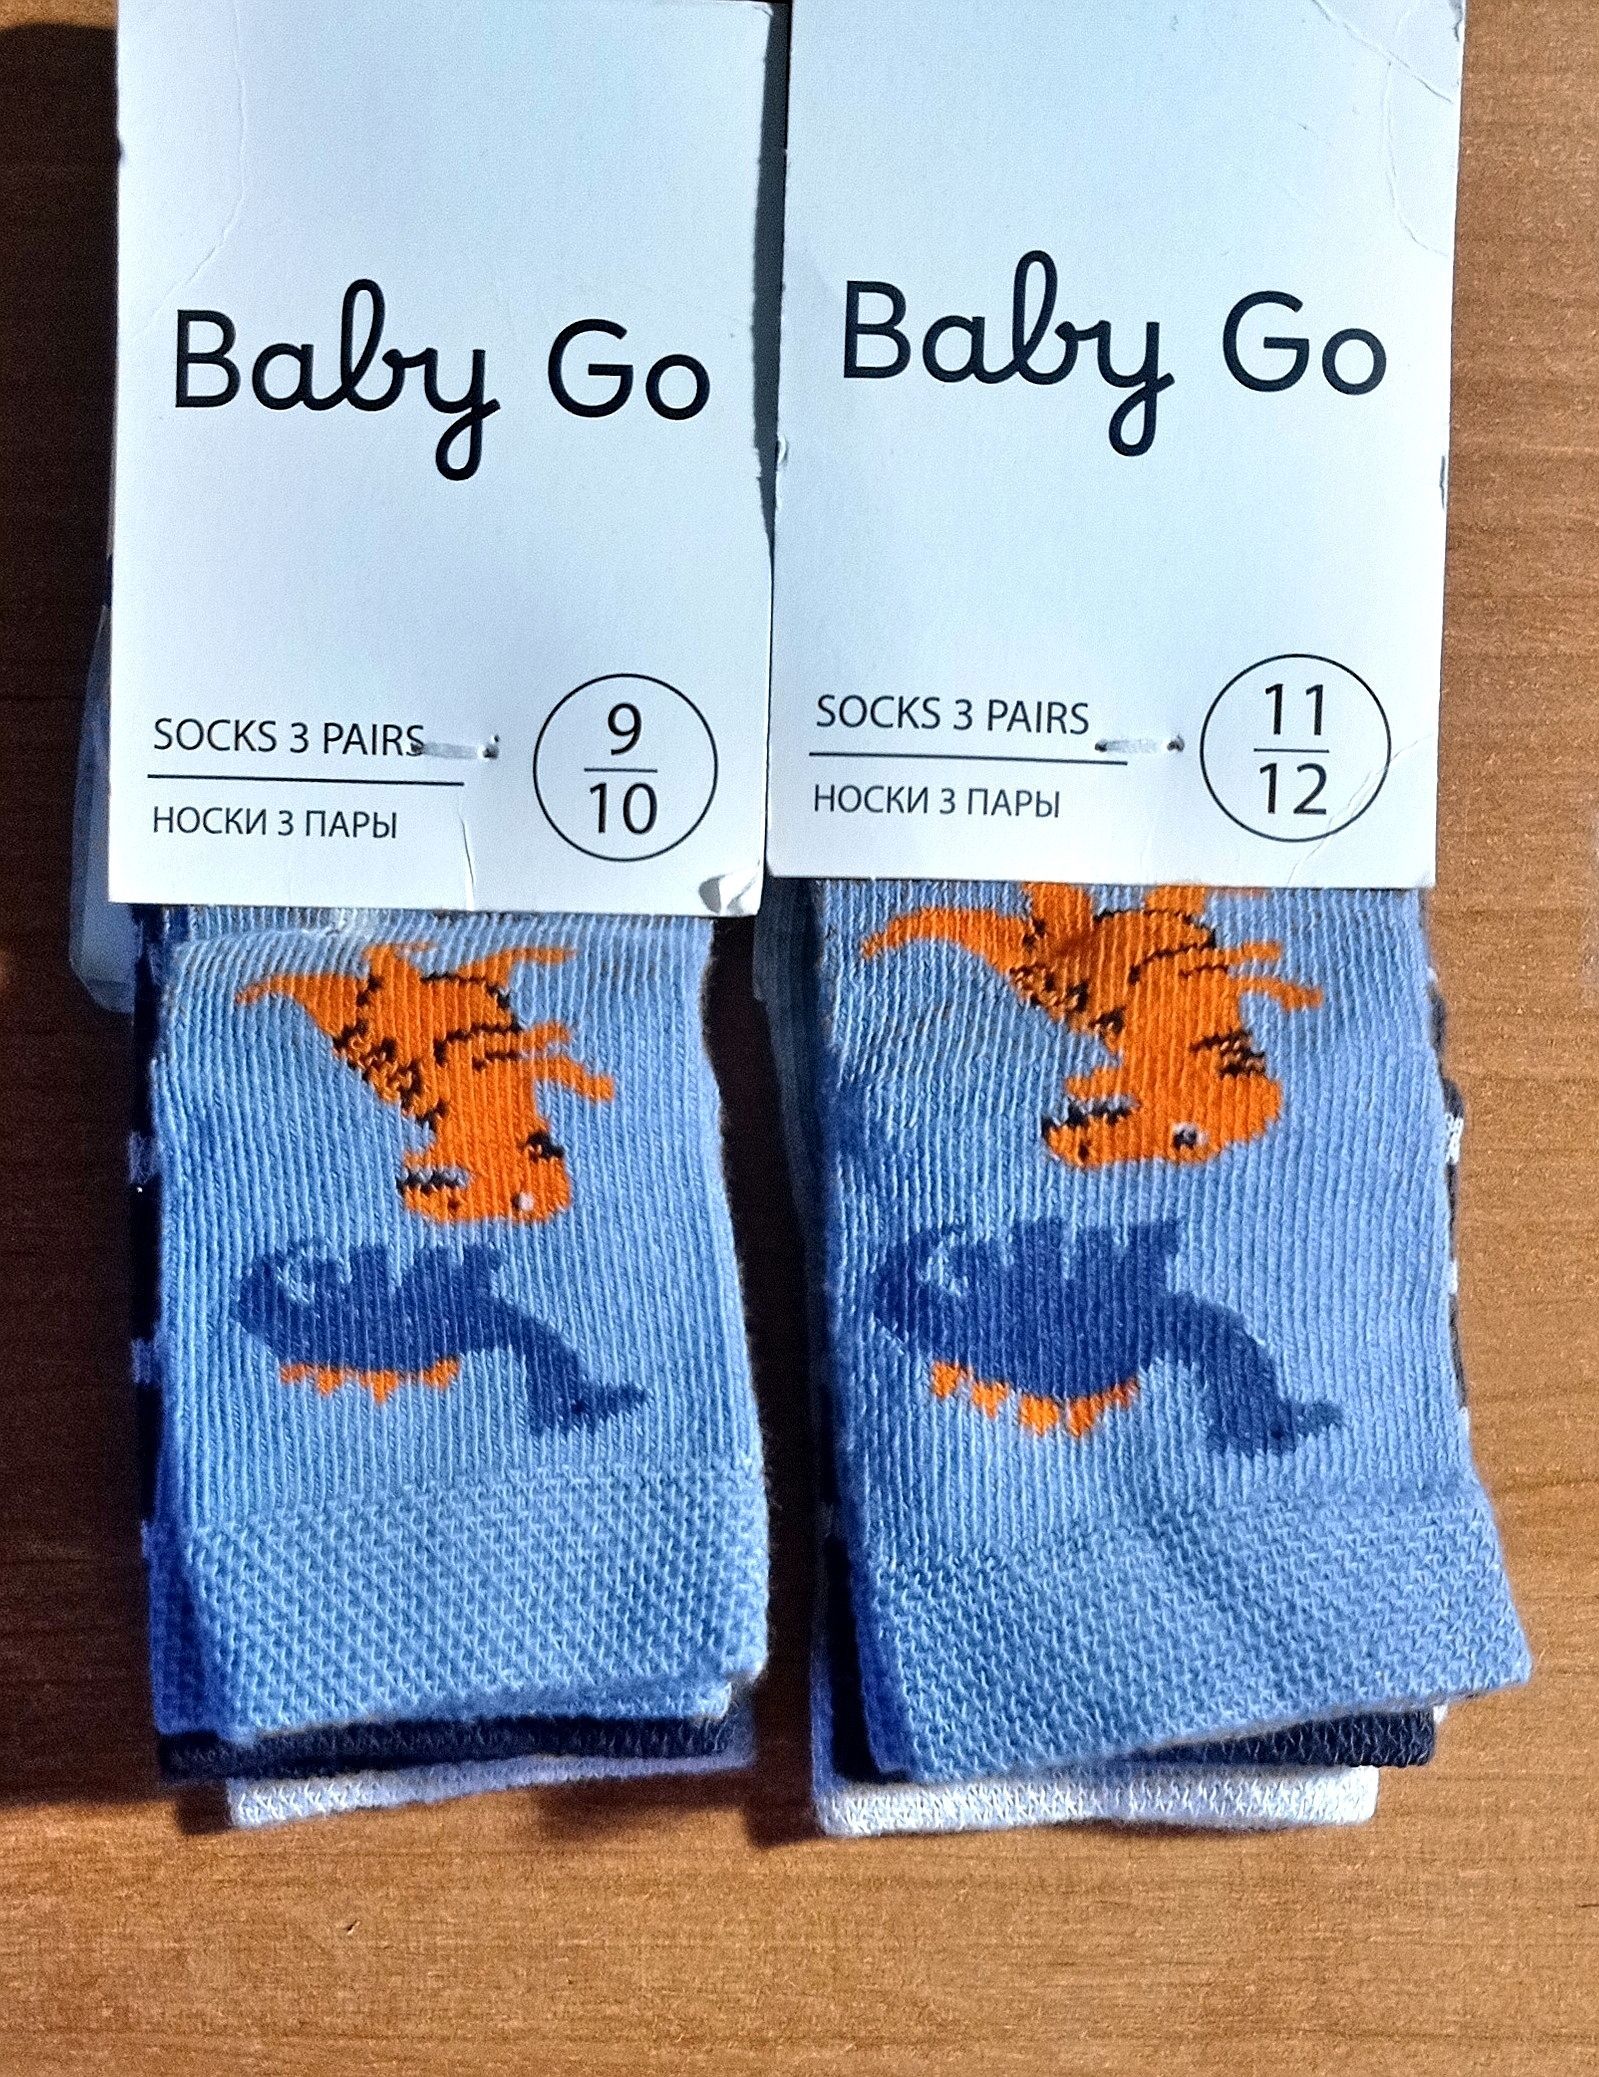 Baby Go
SOCKS 3 PAIRS
НОСКИ 3 ПАРЫ
9
10
Baby Go
SOCKS 3 PAIRS
НОСКИ 3 ПАРЫ
11
12